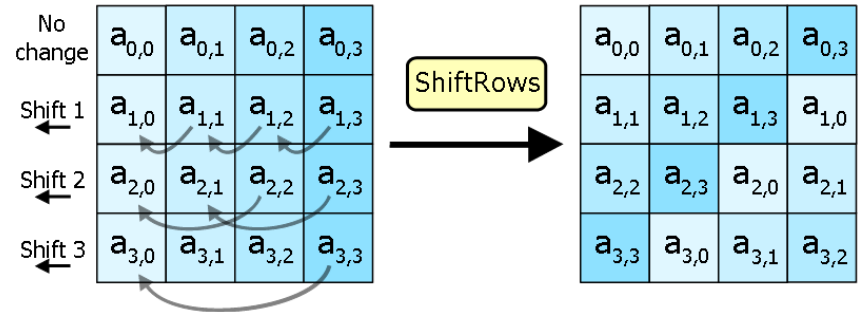 No
change
a0,0 a0,1 a0,2 a0,3
ShiftRows
a0,0 a0,1 a0,2 a0,3
Shift 1
a1,0 a1,1 a1,2 a1,3
a1,1 a1,2 a1,3 a1,0
Shift 2
a2,0 a2,1 a2,2 a2,3
a2,2 a2,3 a2,0 a2,1
Shift 3
a3,0 a3,1 a3,2 a3,3
a3,3 a3,0 a3,1 a3,2